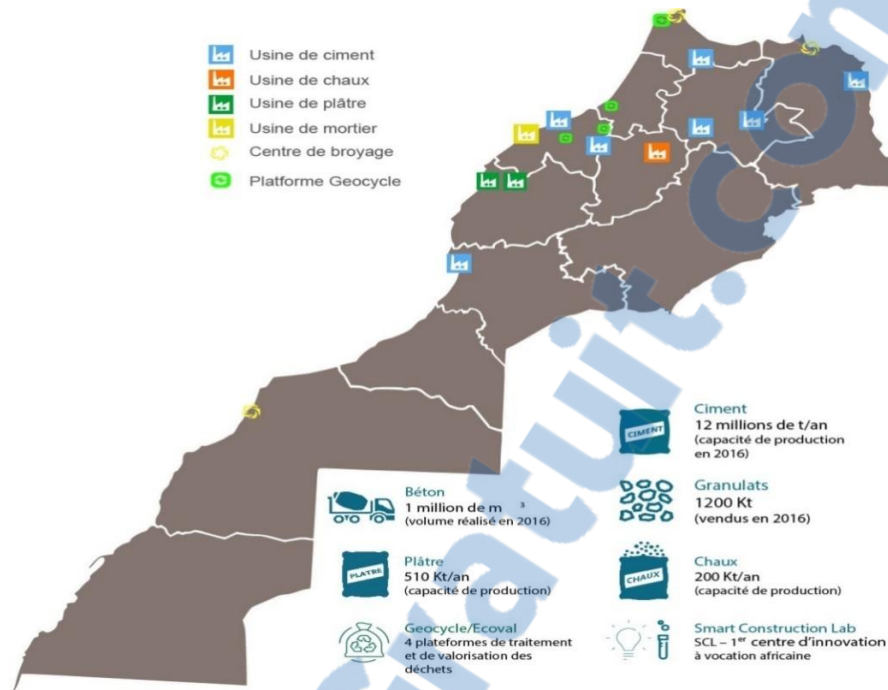 Usine de ciment
Usine de chaux
Usine de plâtre
Usine de mortier
Centre de broyage
Platforme Geocycle
Ciment
12 millions de t/an
(capacité de production
en 2016)
CIMENT
Béton
1 million de m 3
(volume réalisé en 2016)
Granulats
1200 Kt
(vendus en 2016)
Plâtre
510 Kt/an
(capacité de production)
PLATRE
Chaux
200 Kt/an
(capacité de production)
CHAUX
Geocycle/Ecoval
4 plateformes de traitement
et de valorisation des
déchets
Smart Construction Lab
SCL – 1er centre d'innovation
à vocation africaine
ratuit.com